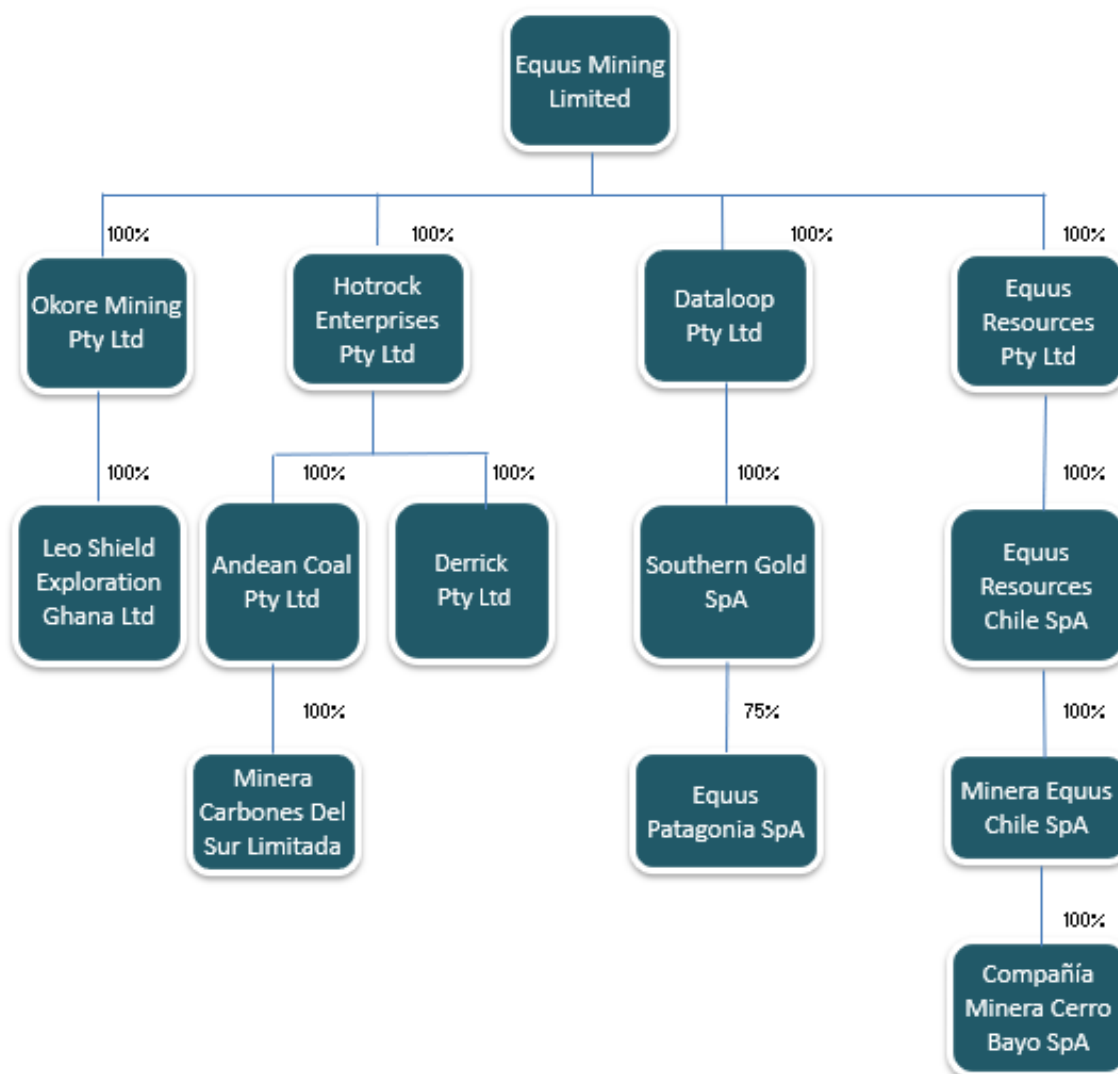 Equus Mining
Limited
100%
100%
100%
100%
Okore Mining
Pty Ltd
Hotrock
Enterprises
Pty Ltd
Dataloop
Pty Ltd
Equus
Resources
Pty Ltd
100%
100%
100%
100%
100%
Leo Shield
Exploration
Ghana Ltd
Andean Coal
Pty Ltd
Derrick
Pty Ltd
Southern Gold
SpA
Equus
Resources
Chile SpA
100%
75%
100%
Minera
Carbones Del
Sur Limitada
Equus
Patagonia SpA
Minera Equus
Chile SpA
100%
Compañía
Minera Cerro
Bayo SpA